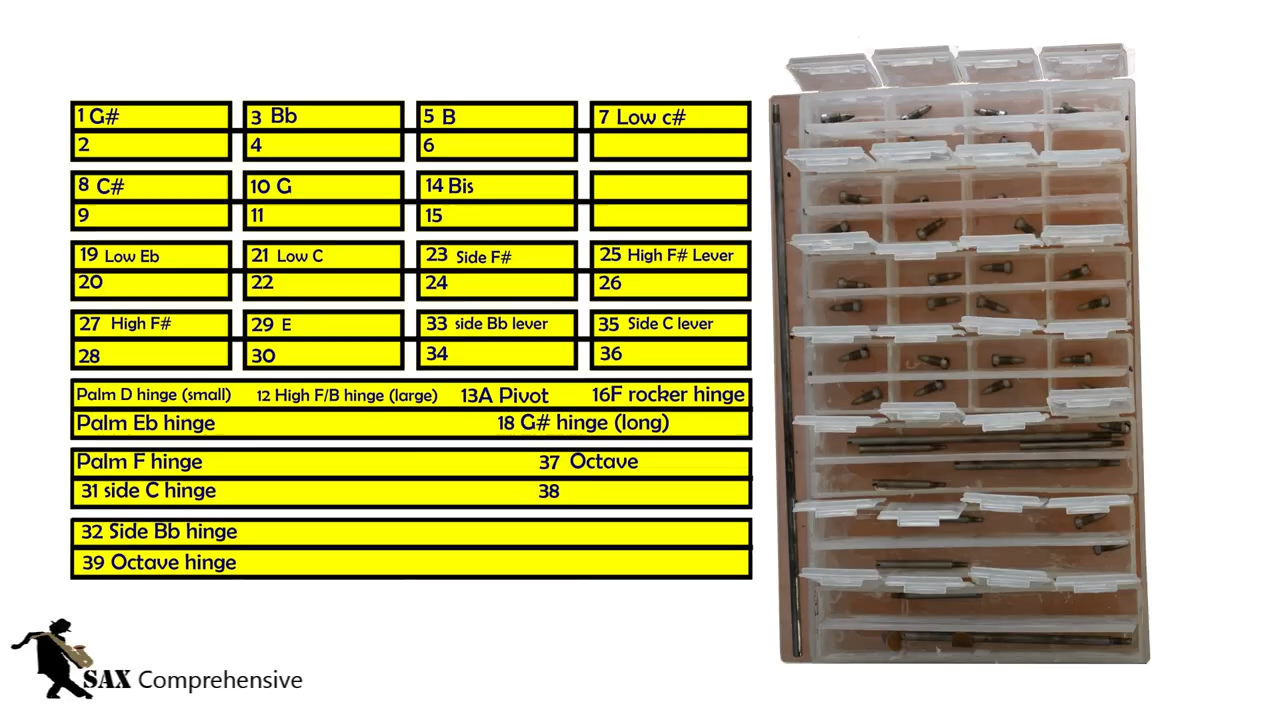 1 G# 3 Bb 5 B 7 Low c#
2 4 6
8 C# 10 G 14 Bis
9 11 15
19 Low Eb 21 Low C 23 Side F# 25 High F# Lever
20 22 24 26
27 High F# 29 E 33 side Bb lever 35 Side C lever
28 30 34 36
Palm D hinge (small) 12 High F/B hinge (large) 13A Pivot 16F rocker hinge
Palm Eb hinge 18 G# hinge (long)
Palm F hinge 37 Octave
31 side C hinge 38
32 Side Bb hinge
39 Octave hinge
SAX Comprehensive